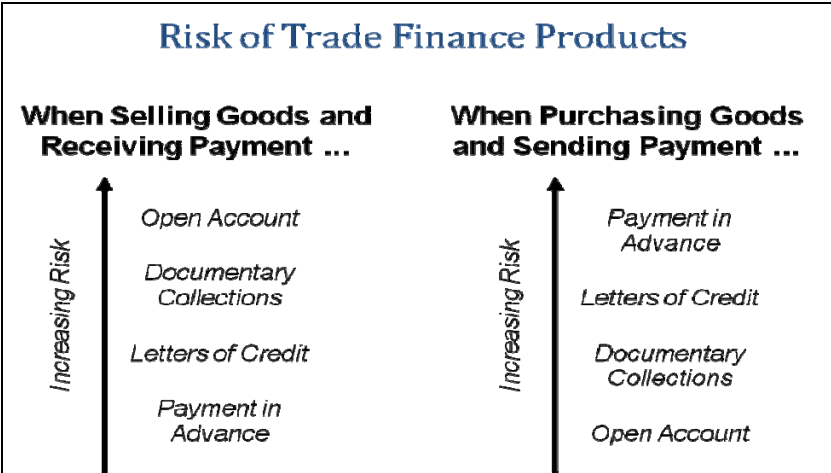 Risk of Trade Finance Products
When Selling Goods and
Receiving Payment ...
Increasing Risk
Open Account
Documentary
Collections
Letters of Credit
Payment in
Advance
When Purchasing Goods
and Sending Payment ...
Increasing Risk
Payment in
Advance
Letters of Credit
Documentary
Collections
Open Account